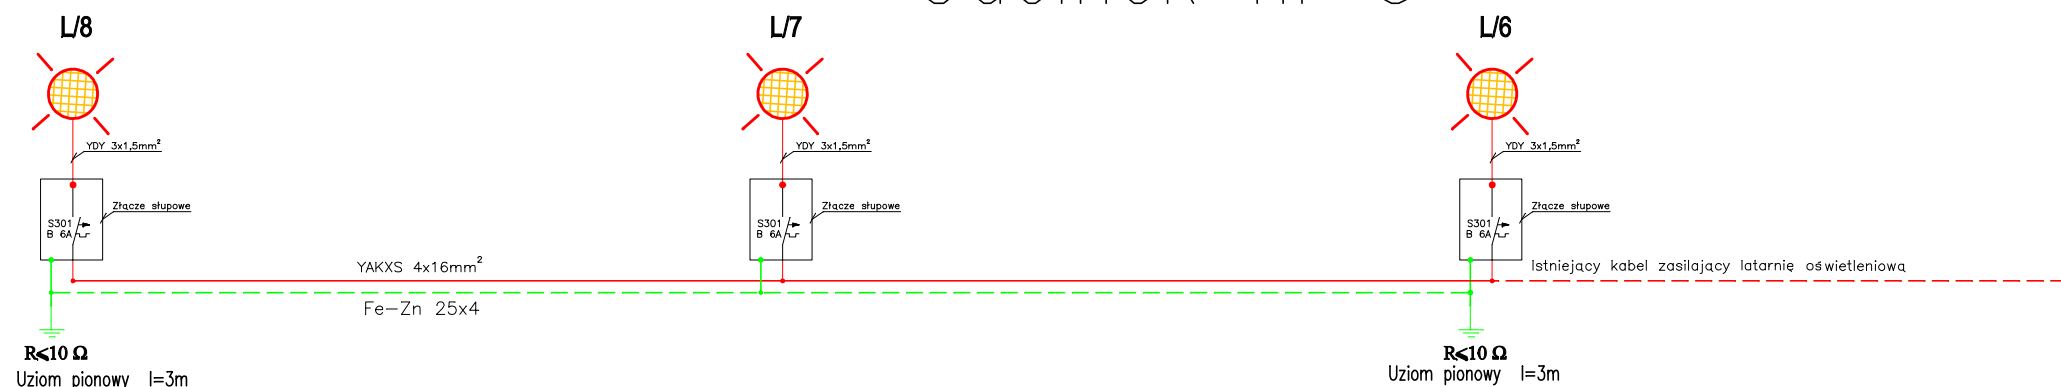 L/8
L/7
L/6
YDY 3x1,5mm²
YDY 3x1,5mm²
YDY 3x1,5mm²
Złącze słupowe
Złącze słupowe
Złącze słupowe
S301
B 6A
S301
B 6A
S301
B 6A
YAKXS 4x16mm²
Istniejący kabel zasilający latarnię oświetleniową
Fe-Zn 25x4
R⩽10 Ω
R⩽10 Ω
Uziom pionowy l=3m
Uziom pionowy l=3m